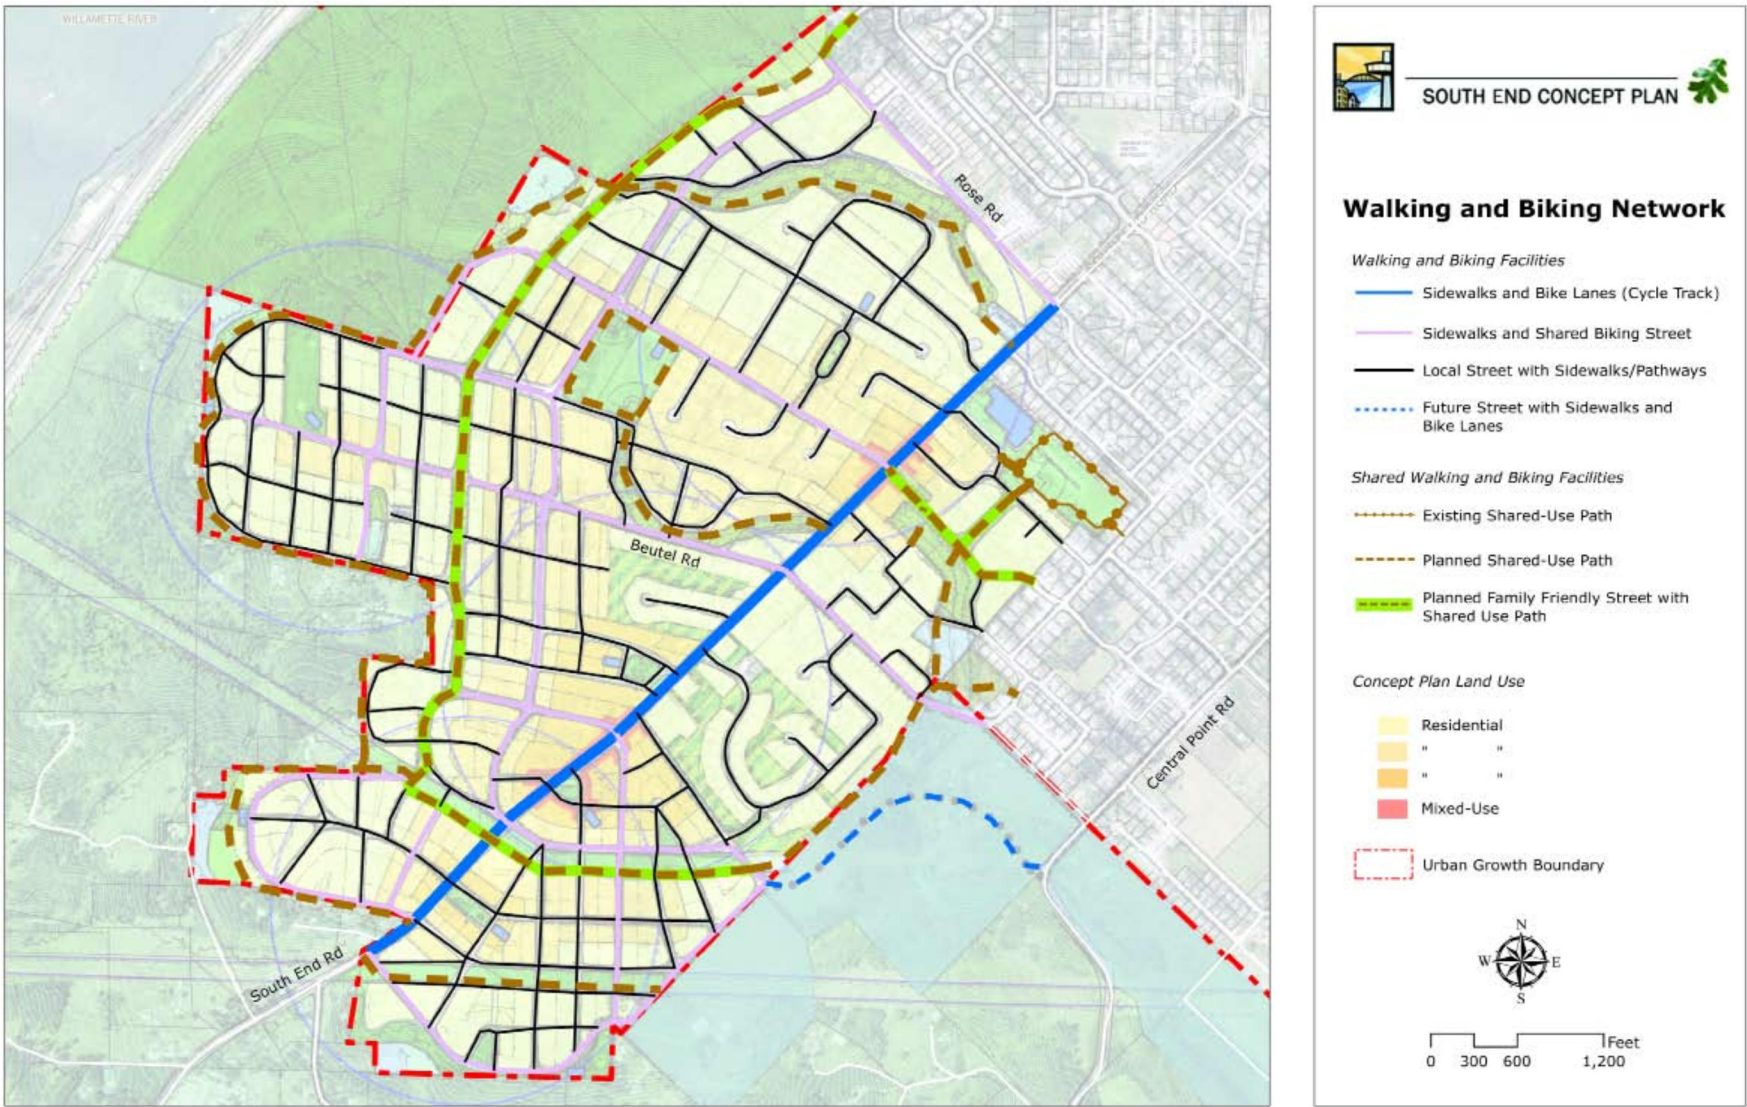 WILLAMETTE RIVER
Rose Rd
Beutel Rd
Central Point Rd
South End Rd
SOUTH END CONCEPT PLAN
Walking and Biking Network
Walking and Biking Facilities
Sidewalks and Bike Lanes (Cycle Track)
Sidewalks and Shared Biking Street
Local Street with Sidewalks/Pathways
Future Street with Sidewalks and
Bike Lanes
Shared Walking and Biking Facilities
Existing Shared-Use Path
Planned Shared-Use Path
Planned Family Friendly Street with
Shared Use Path
Concept Plan Land Use
Residential
" "
" "
Mixed-Use
Urban Growth Boundary
N
W E
S
Feet
0 300 600 1,200